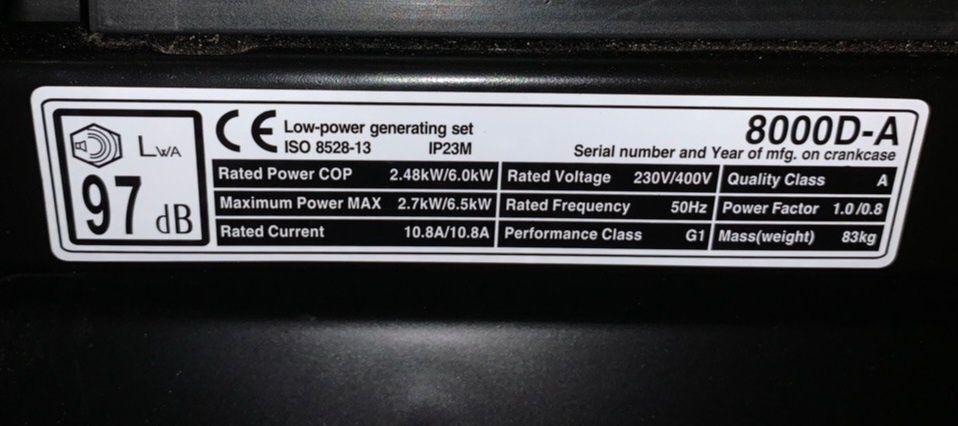 LWA
97 dB
CE Low-power generating set
ISO 8528-13 IP23M
8000D-A
Serial number and Year of mfg. on crankcase
Rated Power COP 2.48kW/6.0kW Rated Voltage 230V/400V Quality Class A
Maximum Power MAX 2.7kW/6.5kW Rated Frequency 50Hz Power Factor 1.0/0.8
Rated Current 10.8A/10.8A Performance Class G1 Mass(weight) 83kg